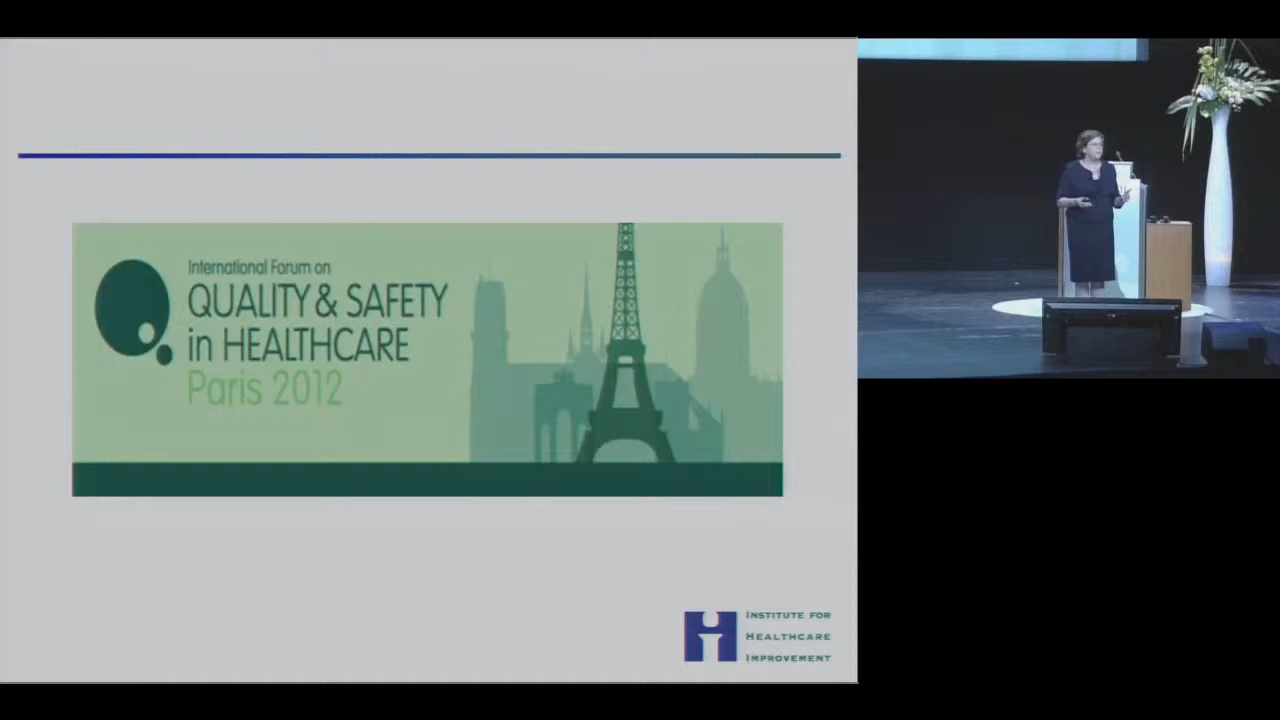 International Forum on
QUALITY & SAFETY
in HEALTHCARE
Paris 2012
INSTITUTE FOR
HEALTHCARE
IMPROVEMENT